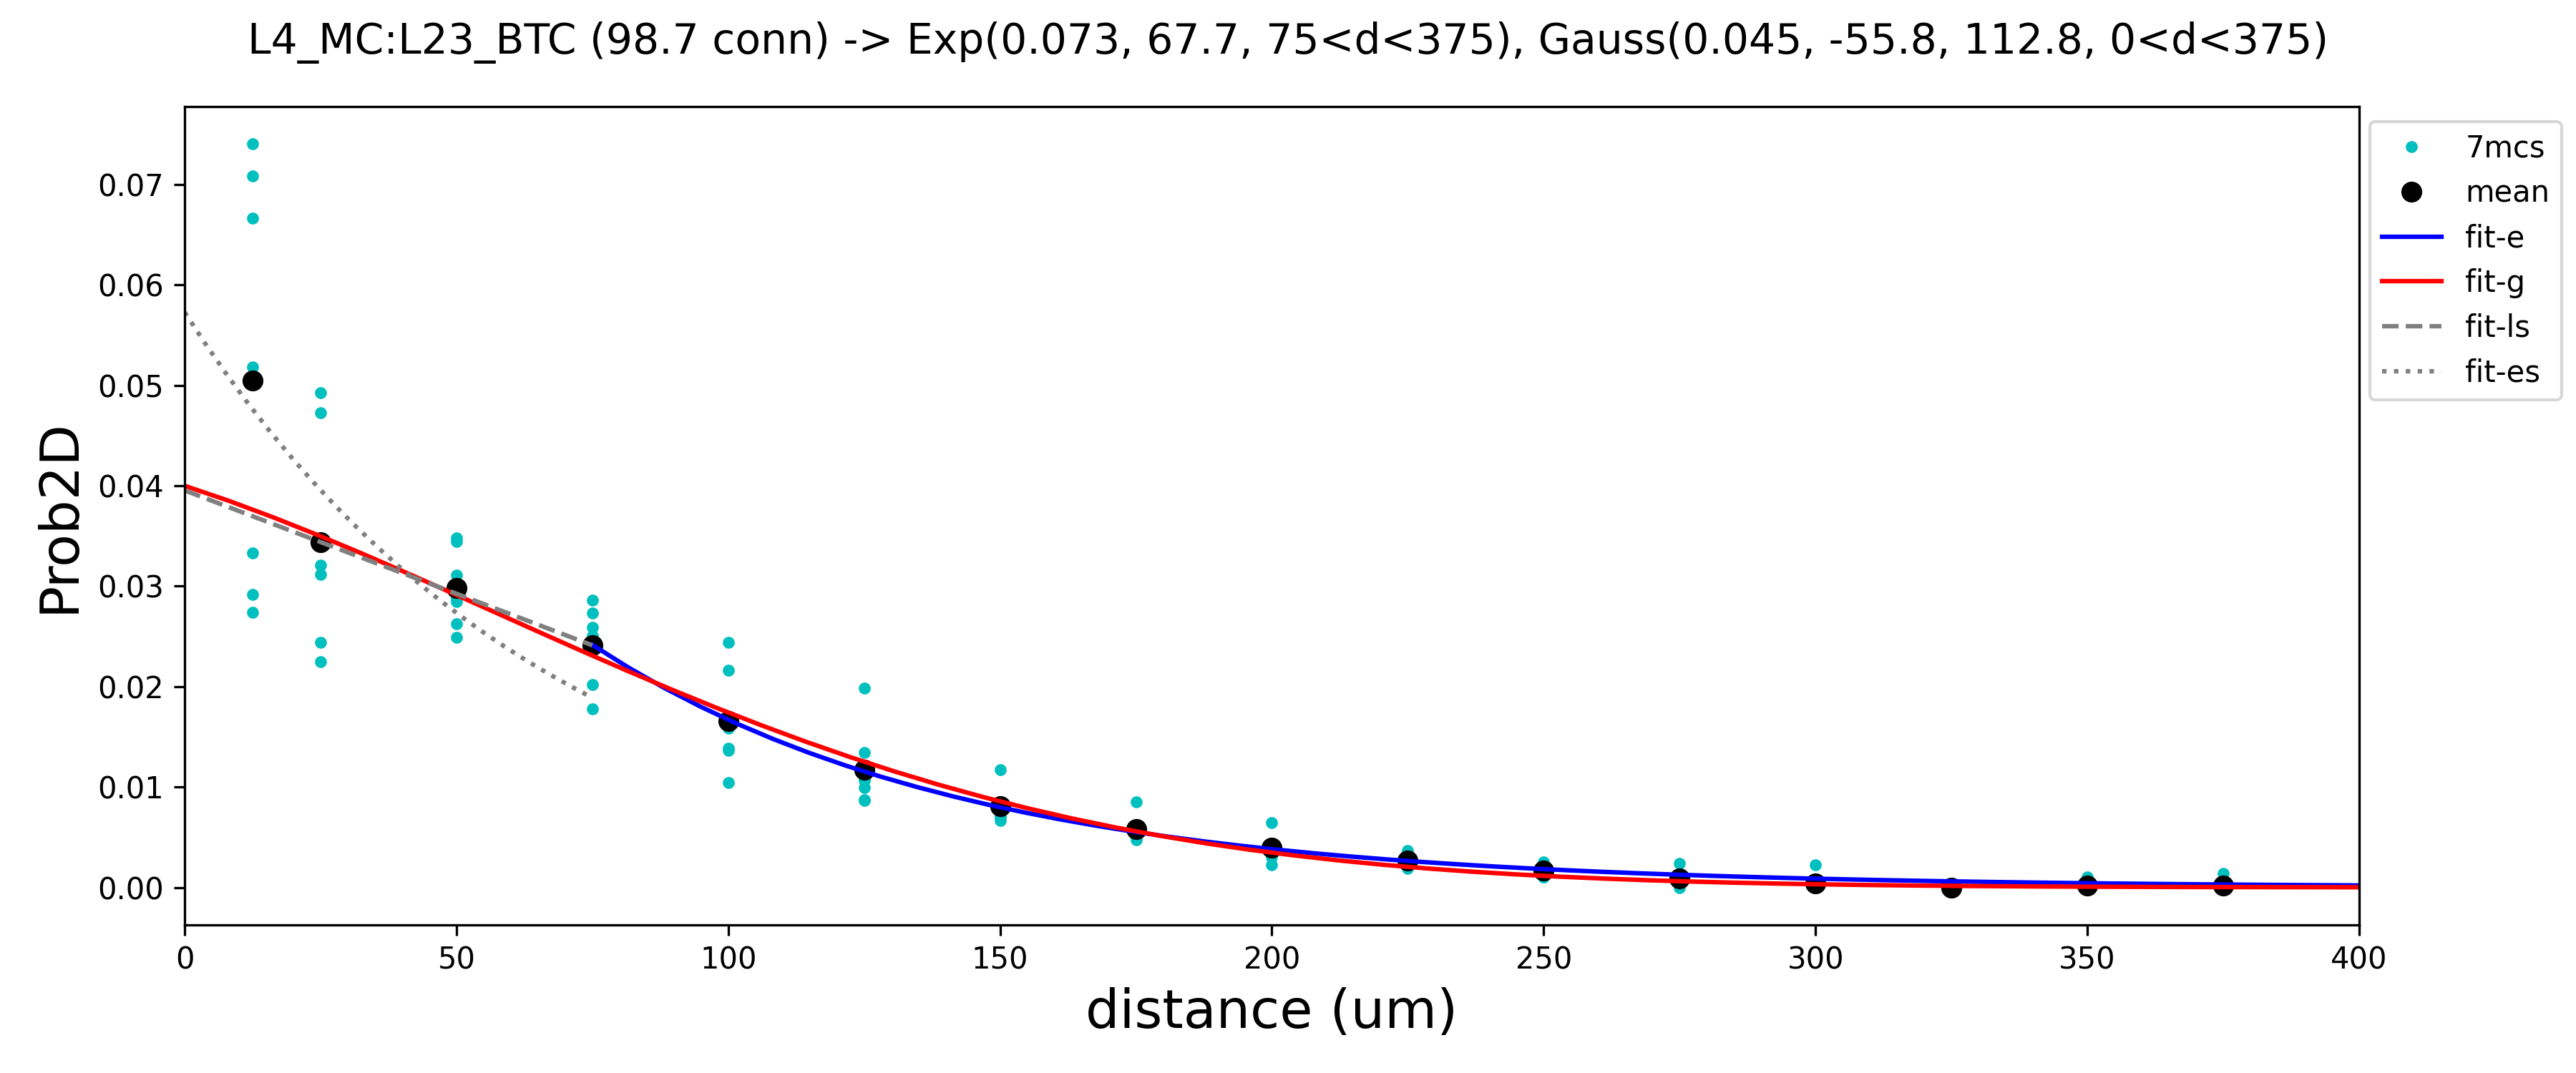 L4_MC:L23_BTC (98.7 conn) -> Exp(0.073, 67.7, 75<d<375), Gauss(0.045, -55.8, 112.8, 0<d<375)
7mcs
mean
fit-e
fit-g
fit-ls
fit-es
Prob2D
0.07
0.06
0.05
0.04
0.03
0.02
0.01
0.00
0 50 100 150 200 250 300 350 400
distance (um)